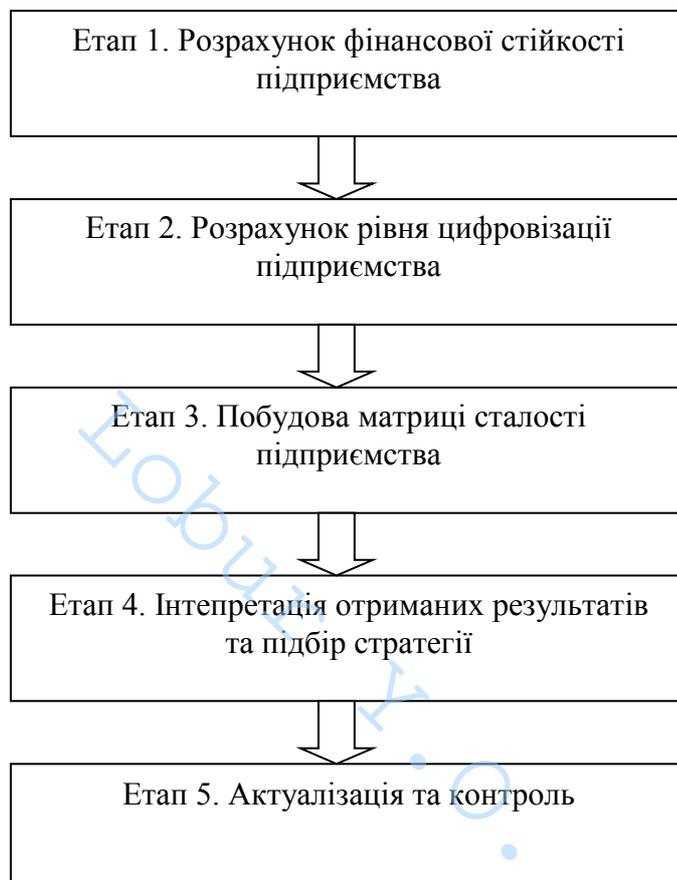 Етап 1. Розрахунок фінансової стійкості
підприємства
Етап 2. Розрахунок рівня цифровізації
підприємства
Етап 3. Побудова матриці сталості
підприємства
Етап 4. Інтепретація отриманих результатів
та підбір стратегії
Етап 5. Актуалізація та контроль
Lobur Y.O.